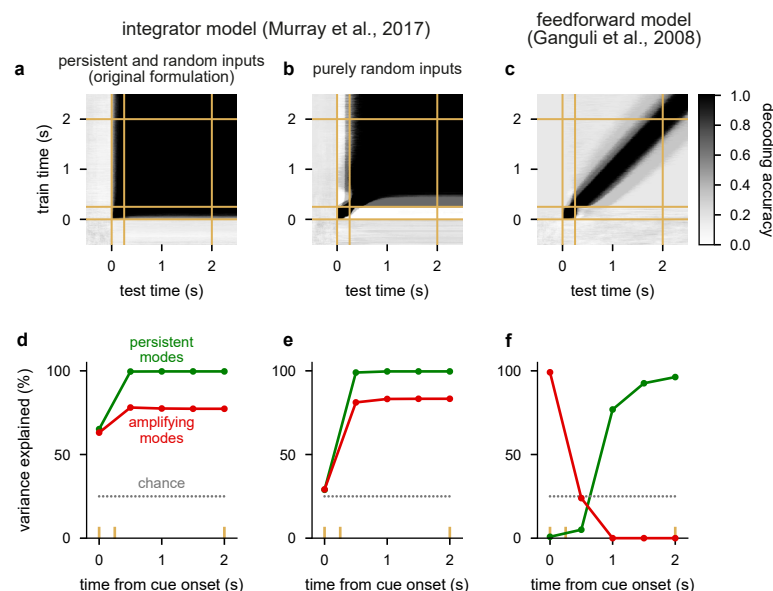 integrator model (Murray et al., 2017)
feedforward model
(Ganguli et al., 2008)
a
persistent and random inputs
(original formulation)
b
purely random inputs
c
train time (s)
2
1
0
0 1 2
test time (s)
2
1
0
0 1 2
test time (s)
2
1
0
0 1 2
test time (s)
1.0
0.8
0.6
0.4
0.2
0.0
decoding accuracy
d
variance explained (%)
100
50
0
persistent
modes
amplifying
modes
chance
0 1 2
time from cue onset (s)
e
100
50
0
0 1 2
time from cue onset (s)
f
100
50
0
0 1 2
time from cue onset (s)